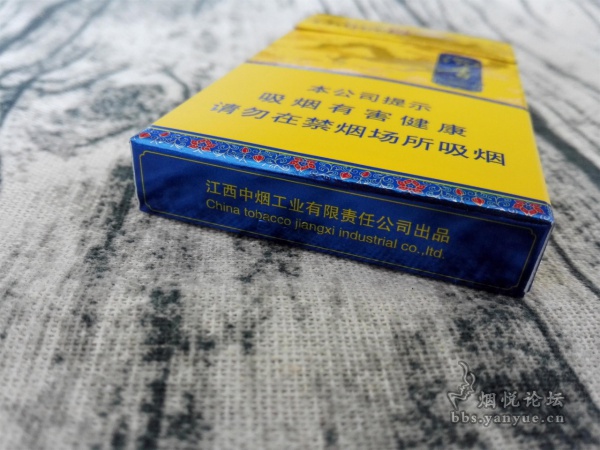 本公司提示
吸烟有害健康
请勿在禁烟场所吸烟
江西中烟工业有限责任公司出品
China tobacco jiangxi industrial co.,ltd.
烟悦论坛
bbs.yanyue.cn